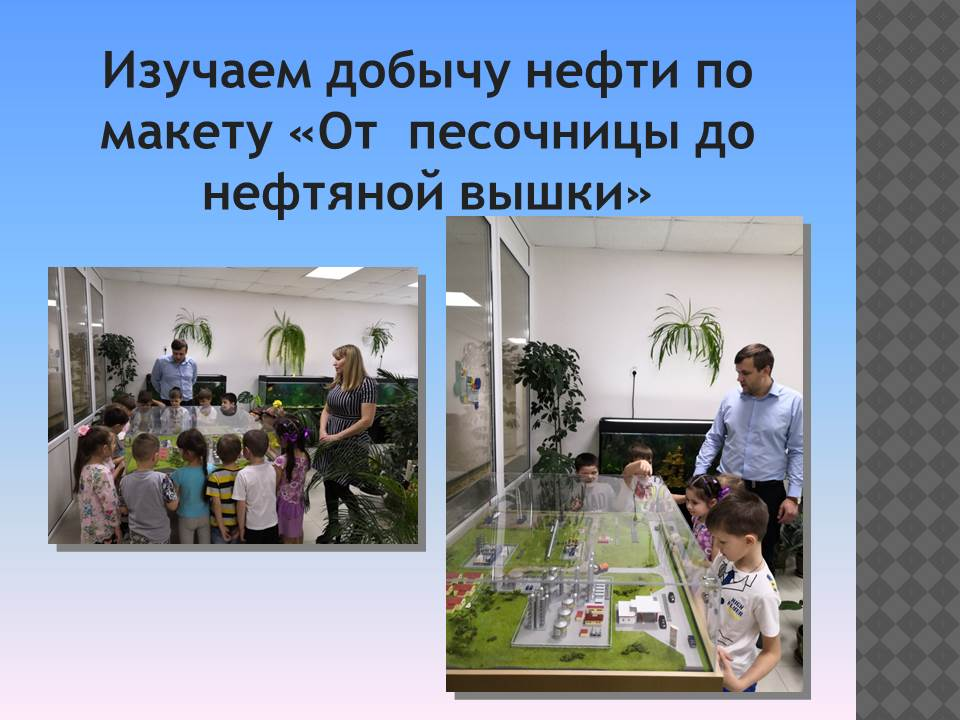 Изучаем добычу нефти по
макету «От песочницы до
нефтяной вышки»